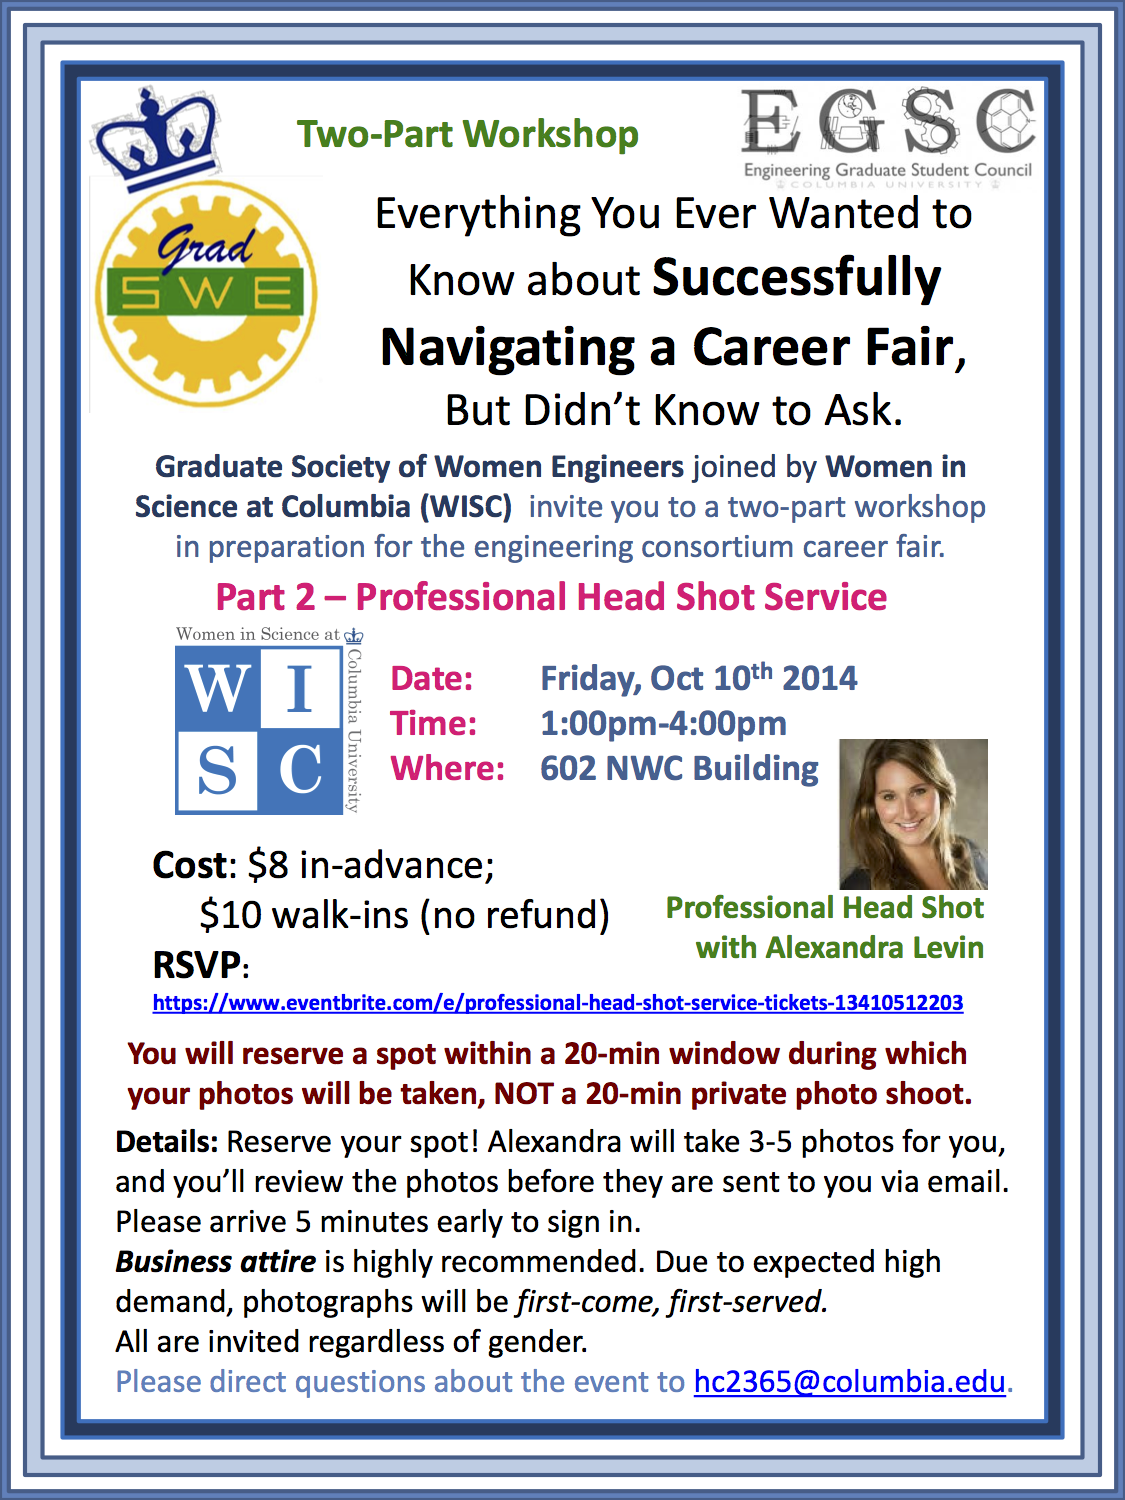 Two-Part Workshop
EGSC
Engineering Graduate Student Council
COLUMBIA UNIVERSITY
Grad
SWE
Everything You Ever Wanted to
Know about Successfully
Navigating a Career Fair,
But Didn’t Know to Ask.
Graduate Society of Women Engineers joined by Women in
Science at Columbia (WISC) invite you to a two-part workshop
in preparation for the engineering consortium career fair.
Part 2 – Professional Head Shot Service
Women in Science at
Columbia University
W I
S C
Date: Friday, Oct 10th 2014
Time: 1:00pm-4:00pm
Where: 602 NWC Building
Cost: $8 in-advance;
$10 walk-ins (no refund)
Professional Head Shot
with Alexandra Levin
RSVP:
https://www.eventbrite.com/e/professional-head-shot-service-tickets-13410512203
You will reserve a spot within a 20-min window during which
your photos will be taken, NOT a 20-min private photo shoot.
Details: Reserve your spot! Alexandra will take 3-5 photos for you,
and you’ll review the photos before they are sent to you via email.
Please arrive 5 minutes early to sign in.
Business attire is highly recommended. Due to expected high
demand, photographs will be first-come, first-served.
All are invited regardless of gender.
Please direct questions about the event to hc2365@columbia.edu.